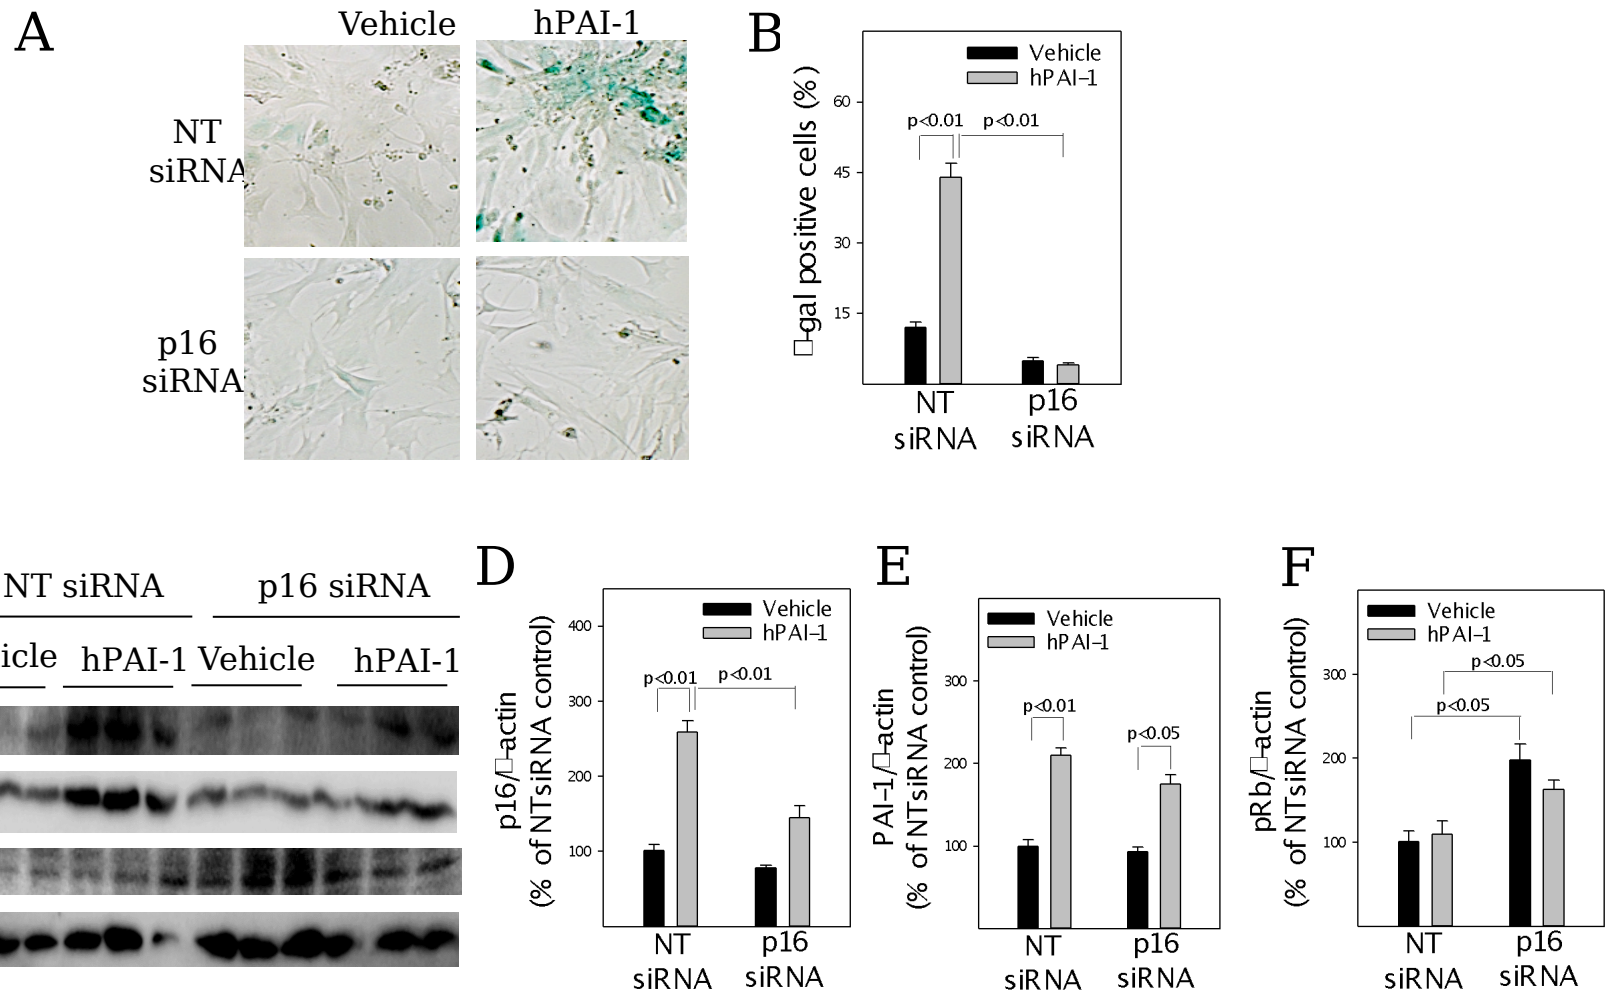 A
Vehicle
hPAI-1
NT
siRNA
p16
siRNA
B
Vehicle
hPAI-1
□-gal positive cells (%)
60
45
30
15
p<0.01
p<0.01
NT
siRNA
p16
siRNA
NT siRNA
p16 siRNA
icle
hPAI-1
Vehicle
hPAI-1
D
Vehicle
hPAI-1
p16/□-actin
(% of NTsiRNA control)
400
300
200
100
p<0.01
p<0.01
NT
siRNA
p16
siRNA
E
Vehicle
hPAI-1
PAI-1/□-actin
(% of NTsiRNA control)
300
200
100
p<0.01
p<0.05
NT
siRNA
p16
siRNA
F
Vehicle
hPAI-1
pRb/□-actin
(% of NTsiRNA control)
300
200
100
p<0.05
p<0.05
NT
siRNA
p16
siRNA